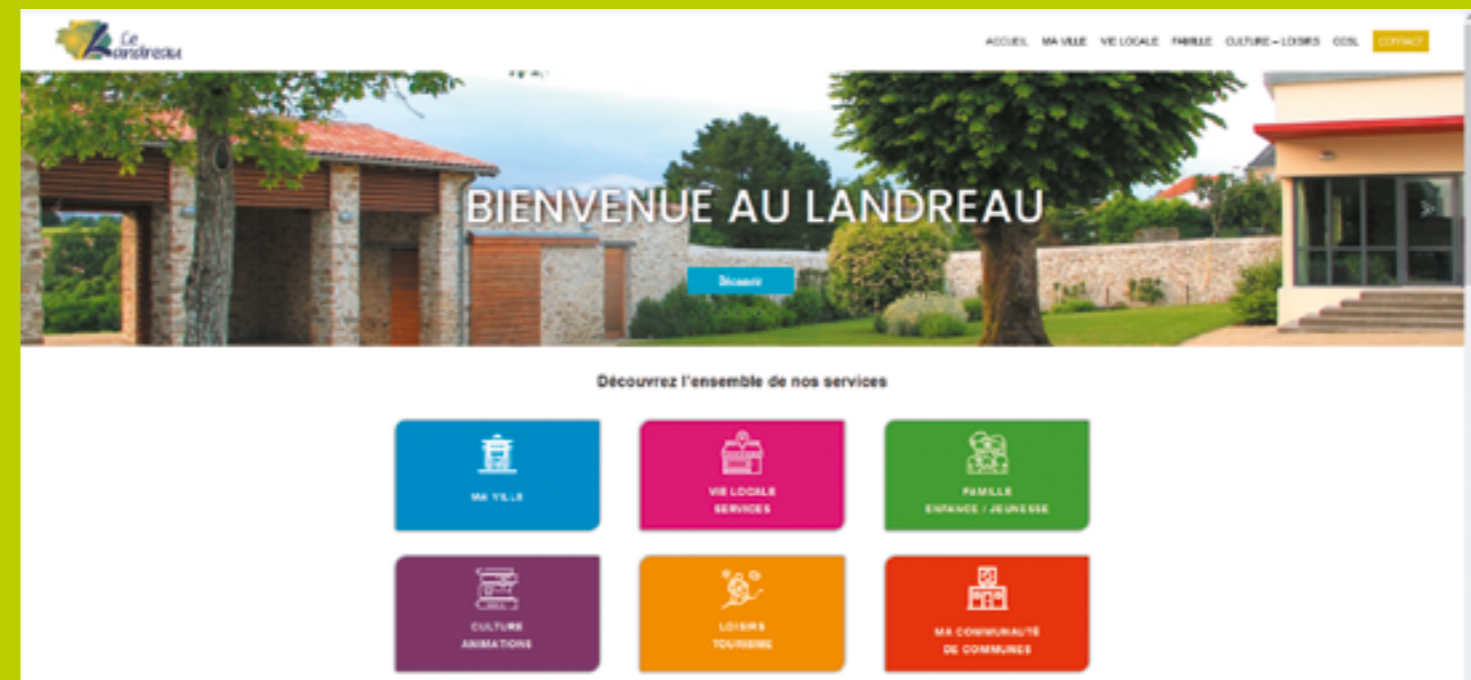 Le
Landreau
ACCUEIL MA VILLE VIE LOCALE FAMILLE CULTURE – LOISIRS CCSL CONTACT
BIENVENUE AU LANDREAU
Découvrir
Découvrez l'ensemble de nos services
MA VILLE
VIE LOCALE
SERVICES
FAMILLE
ENFANCE / JEUNESSE
CULTURE
ANIMATIONS
LOISIRS
TOURISME
MA COMMUNAUTÉ
DE COMMUNES